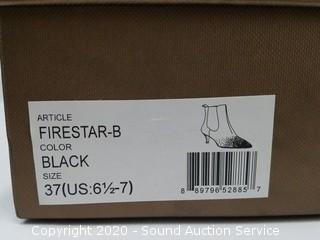 ARTICLE
FIRESTAR-B
COLOR
BLACK
SIZE
37(US:6½-7)
8 89796 52885 7
Copyright 2020 - Sound Auction Service